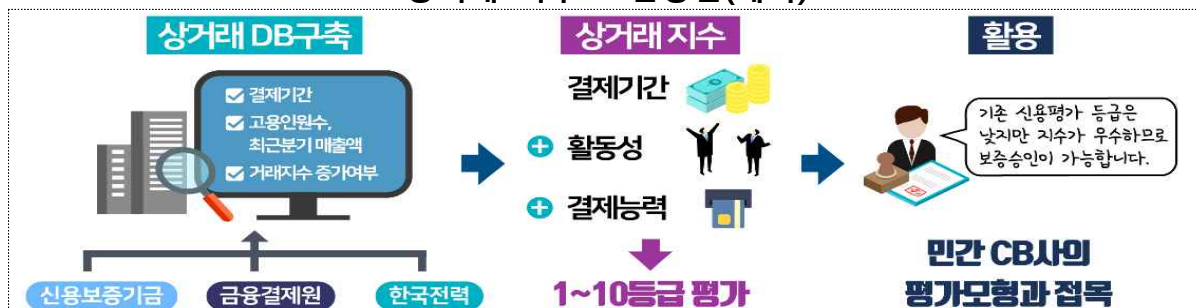 상거래 DB구축
결제기간
고용인원수,
최근분기 매출액
거래지수 증가여부
신용보증기금
금융결제원
한국전력
상거래 지수
결제기간
활동성
결제능력
1~10등급 평가
활용
기존 신용평가 등급은
낮지만 지수가 우수하므로
보증승인이 가능합니다.
민간 CB사의
평가모형과 접목